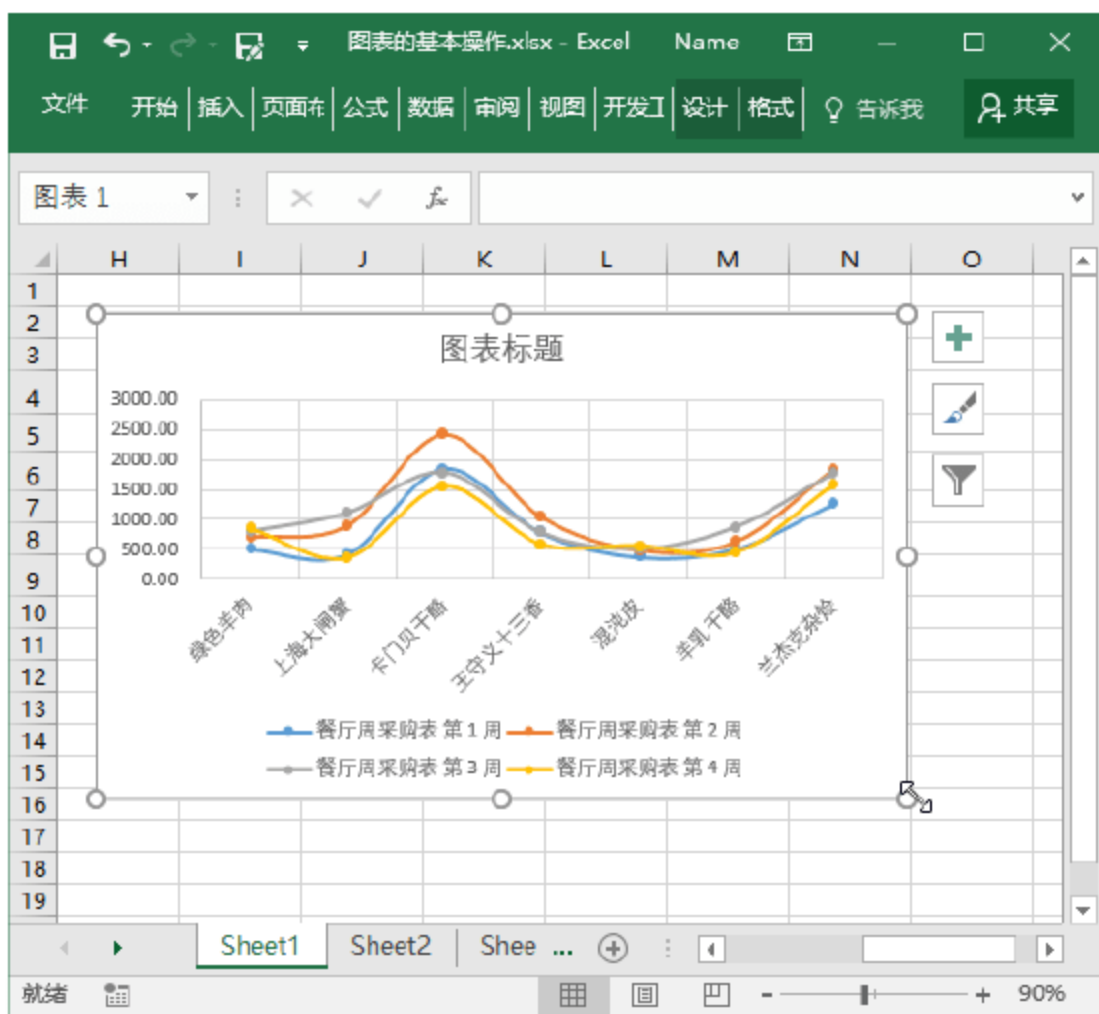 图表的基本操作.xlsx - Excel Name
文件 开始 插入 页面布 公式 数据 审阅 视图 开发工 设计 格式 告诉我 共享
图表 1 fx
H I J K L M N O
1
2
3
4
5
6
7
8
9
10
11
12
13
14
15
16
17
18
19
图表标题
3000.00
2500.00
2000.00
1500.00
1000.00
500.00
0.00
绿色羊肉 上海大闸蟹 卡门贝干酪 王守义十三香 混沌皮 羊乳干酪 兰杰克杂烩
餐厅周采购表 第 1 周 餐厅周采购表 第 2 周
餐厅周采购表 第 3 周 餐厅周采购表 第 4 周
Sheet1 Sheet2 Shee ...
就绪 90%